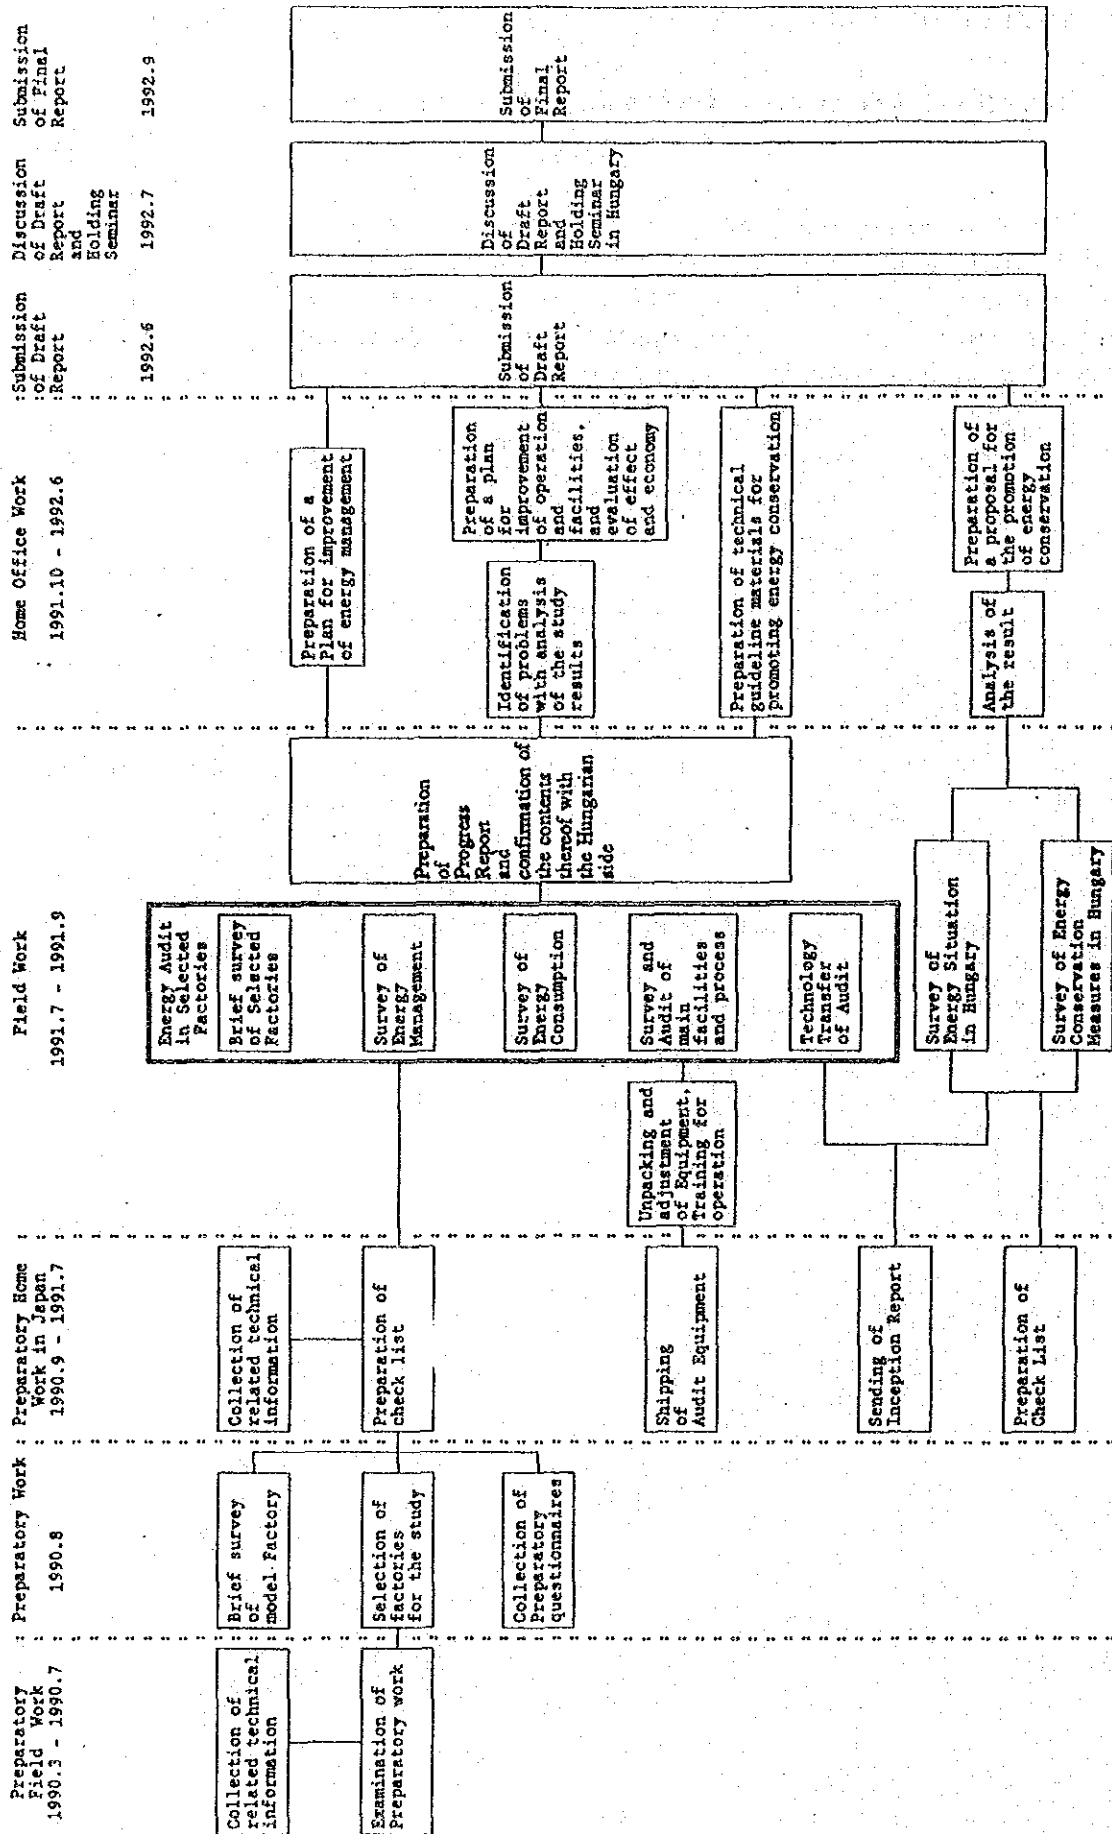 Preparatory
Field Work
1990.3 - 1990.7
Preparatory Work
1990.8
Preparatory Home
Work in Japan
1990.9 - 1991.7
Field Work
1991.7 - 1991.9
Home Office Work
1991.10 - 1992.6
Submission
of Draft
Report
1992.6
Discussion
of Draft
Report
and
Holding
Seminar
1992.7
Submission
of Final
Report
1992.9
Collection of
related technical
information
Examination of
Preparatory work
Brief survey
of
model Factory
Selection of
factories
for the study
Collection of
Preparatory
questionnaires
Collection of
related technical
information
Preparation of
check list
Shipping
of
Audit Equipment
Sending of
Inception Report
Preparation of
Check List
Unpacking and
adjustment
of Equipment,
Training for
operation
Energy Audit
in Selected
Factories
Brief survey
of Selected
Factories
Survey of
Energy
Management
Survey of
Energy
Consumption
Survey and
Audit of
main
facilities
and process
Technology
Transfer
of Audit
Survey of
Energy Situation
in Hungary
Survey of Energy
Conservation
Measures in Hungary
Preparation
of
Progress
Report
and
confirmation of
the contents
thereof with
the Hungarian
side
Preparation of a
Plan for improvement
of energy management
Identification
of problems
with analysis
of the study
results
Preparation
of a plan
for
improvement
of operation
and
facilities,
and
evaluation
of effect
and economy
Preparation of technical
guideline materials for
promoting energy conservation
Analysis of
the result
Preparation of
a proposal for
the promotion
of energy
conservation
Submission
of
Draft
Report
Discussion
of
Draft
Report
and
Holding
Seminar
in Hungary
Submission
of
Final
Report